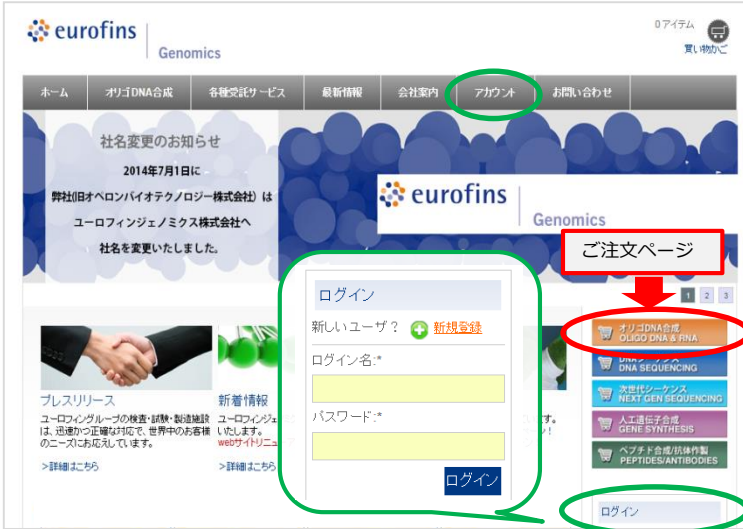 eurofins
Genomics
0 アイテム
買い物かご
ホーム オリゴDNA合成 各種受託サービス 最新情報 会社案内 アカウント お問い合わせ
社名変更のお知らせ
2014年7月1日に
弊社(旧オペロンバイオテクノロジー株式会社) は
ユーロフィンジェノミクス株式会社へ
社名を変更いたしました。
eurofins
Genomics
ご注文ページ
1 2 3
オリゴDNA合成
OLIGO DNA & RNA
DNAシーケンス
DNA SEQUENCING
次世代シーケンス
NEXT GEN SEQUENCING
人工遺伝子合成
GENE SYNTHESIS
ペプチド合成/抗体作製
PEPTIDES/ANTIBODIES
ログイン
プレスリリース
ユーロフィングループの検査・試験・製造施設
は、迅速かつ正確な対応で、世界中のお客様
のニーズにお応えしています。
>詳細はこちら
新着情報
ユーロフィンジェ
いたします。
webサイトリニュ
>詳細はこちら
す。
ン!
ログイン
新しいユーザ? 新規登録
ログイン名:*
パスワード:*
ログイン